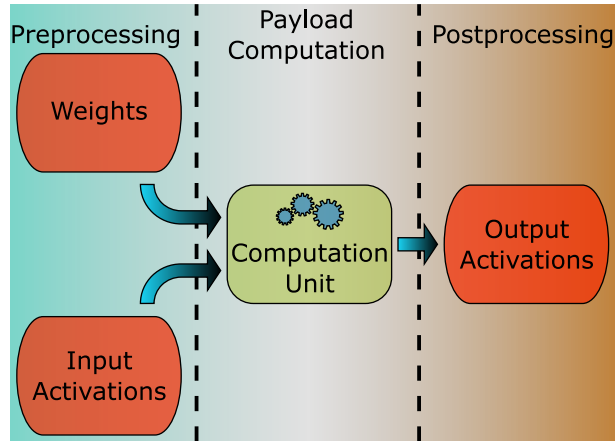 Preprocessing
Payload
Computation
Postprocessing
Weights
Computation
Unit
Output
Activations
Input
Activations